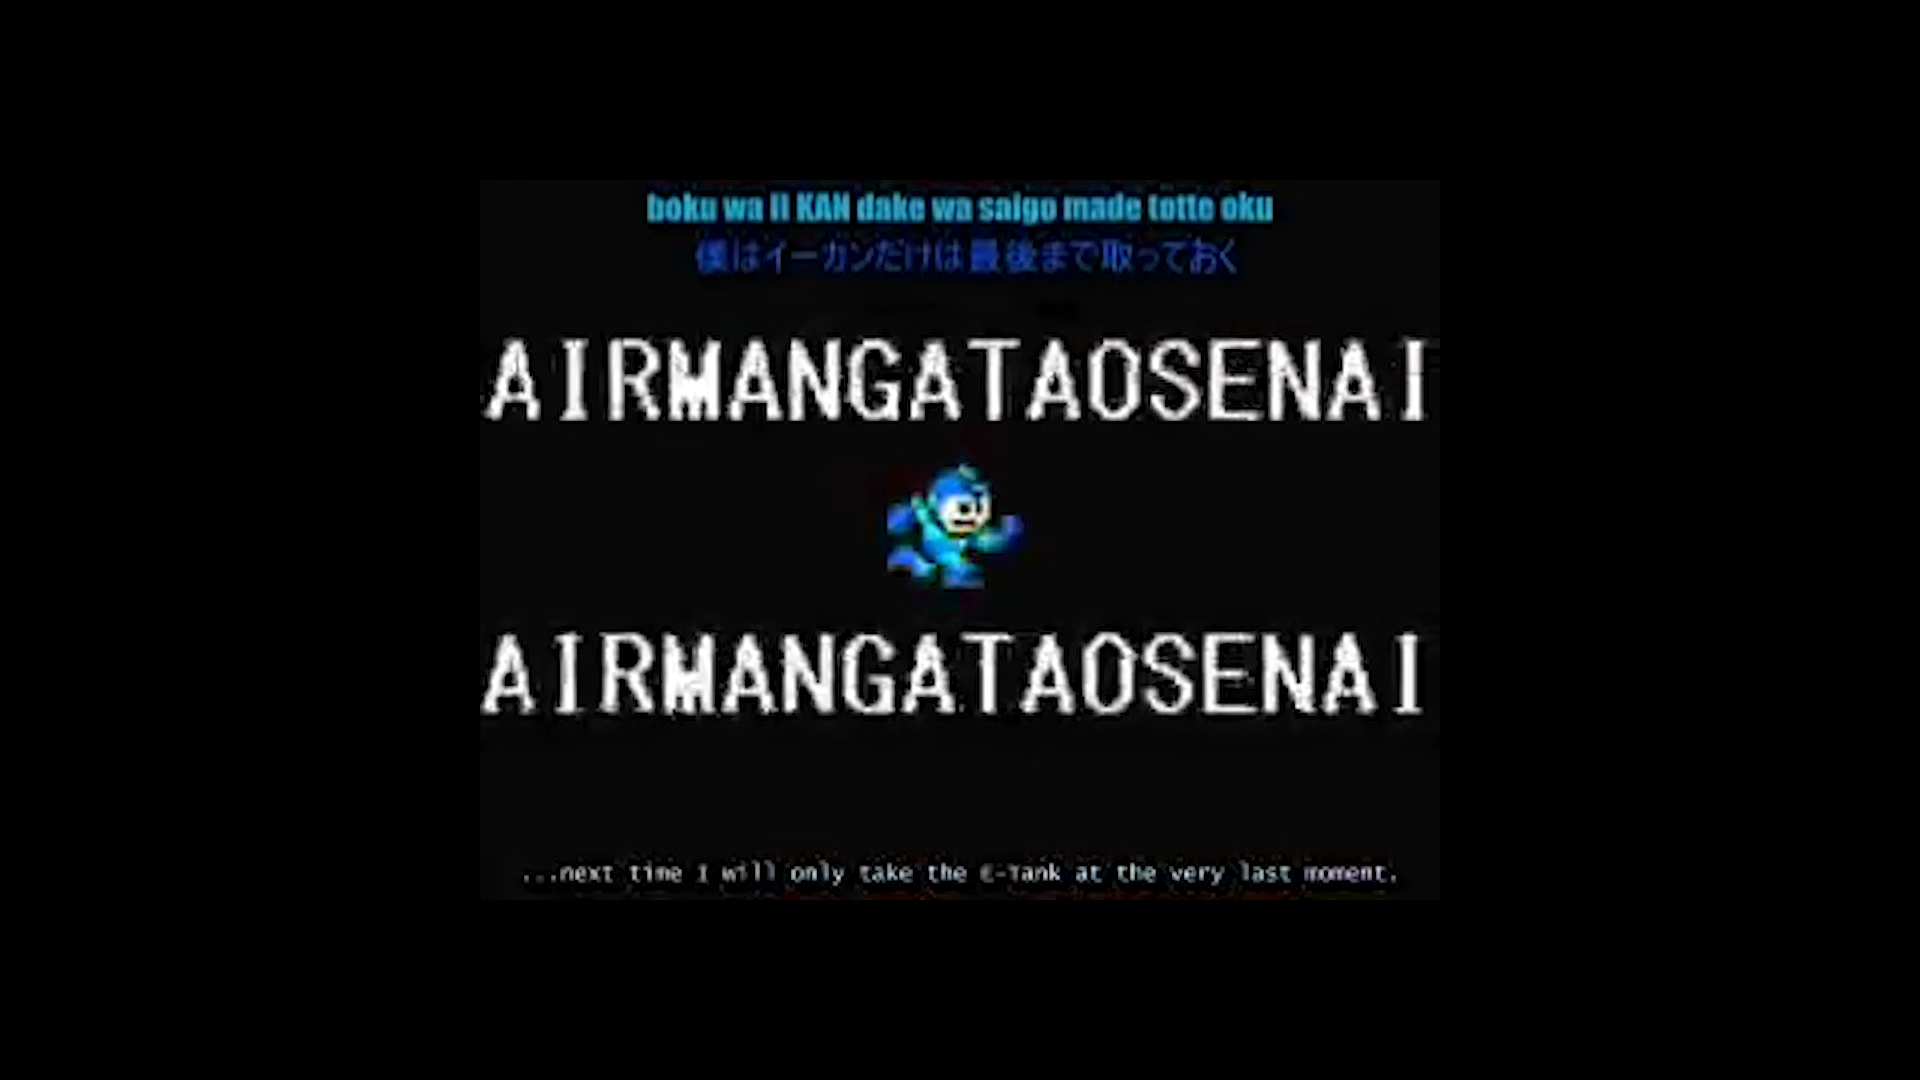 boku wa II KAN dake wa saigo made totte oku
僕はイーカンだけは最後まで取っておく
AIRMANGATAOSENAI
AIRMANGATAOSENAI
...next time I will only take the E-Tank at the very last moment.